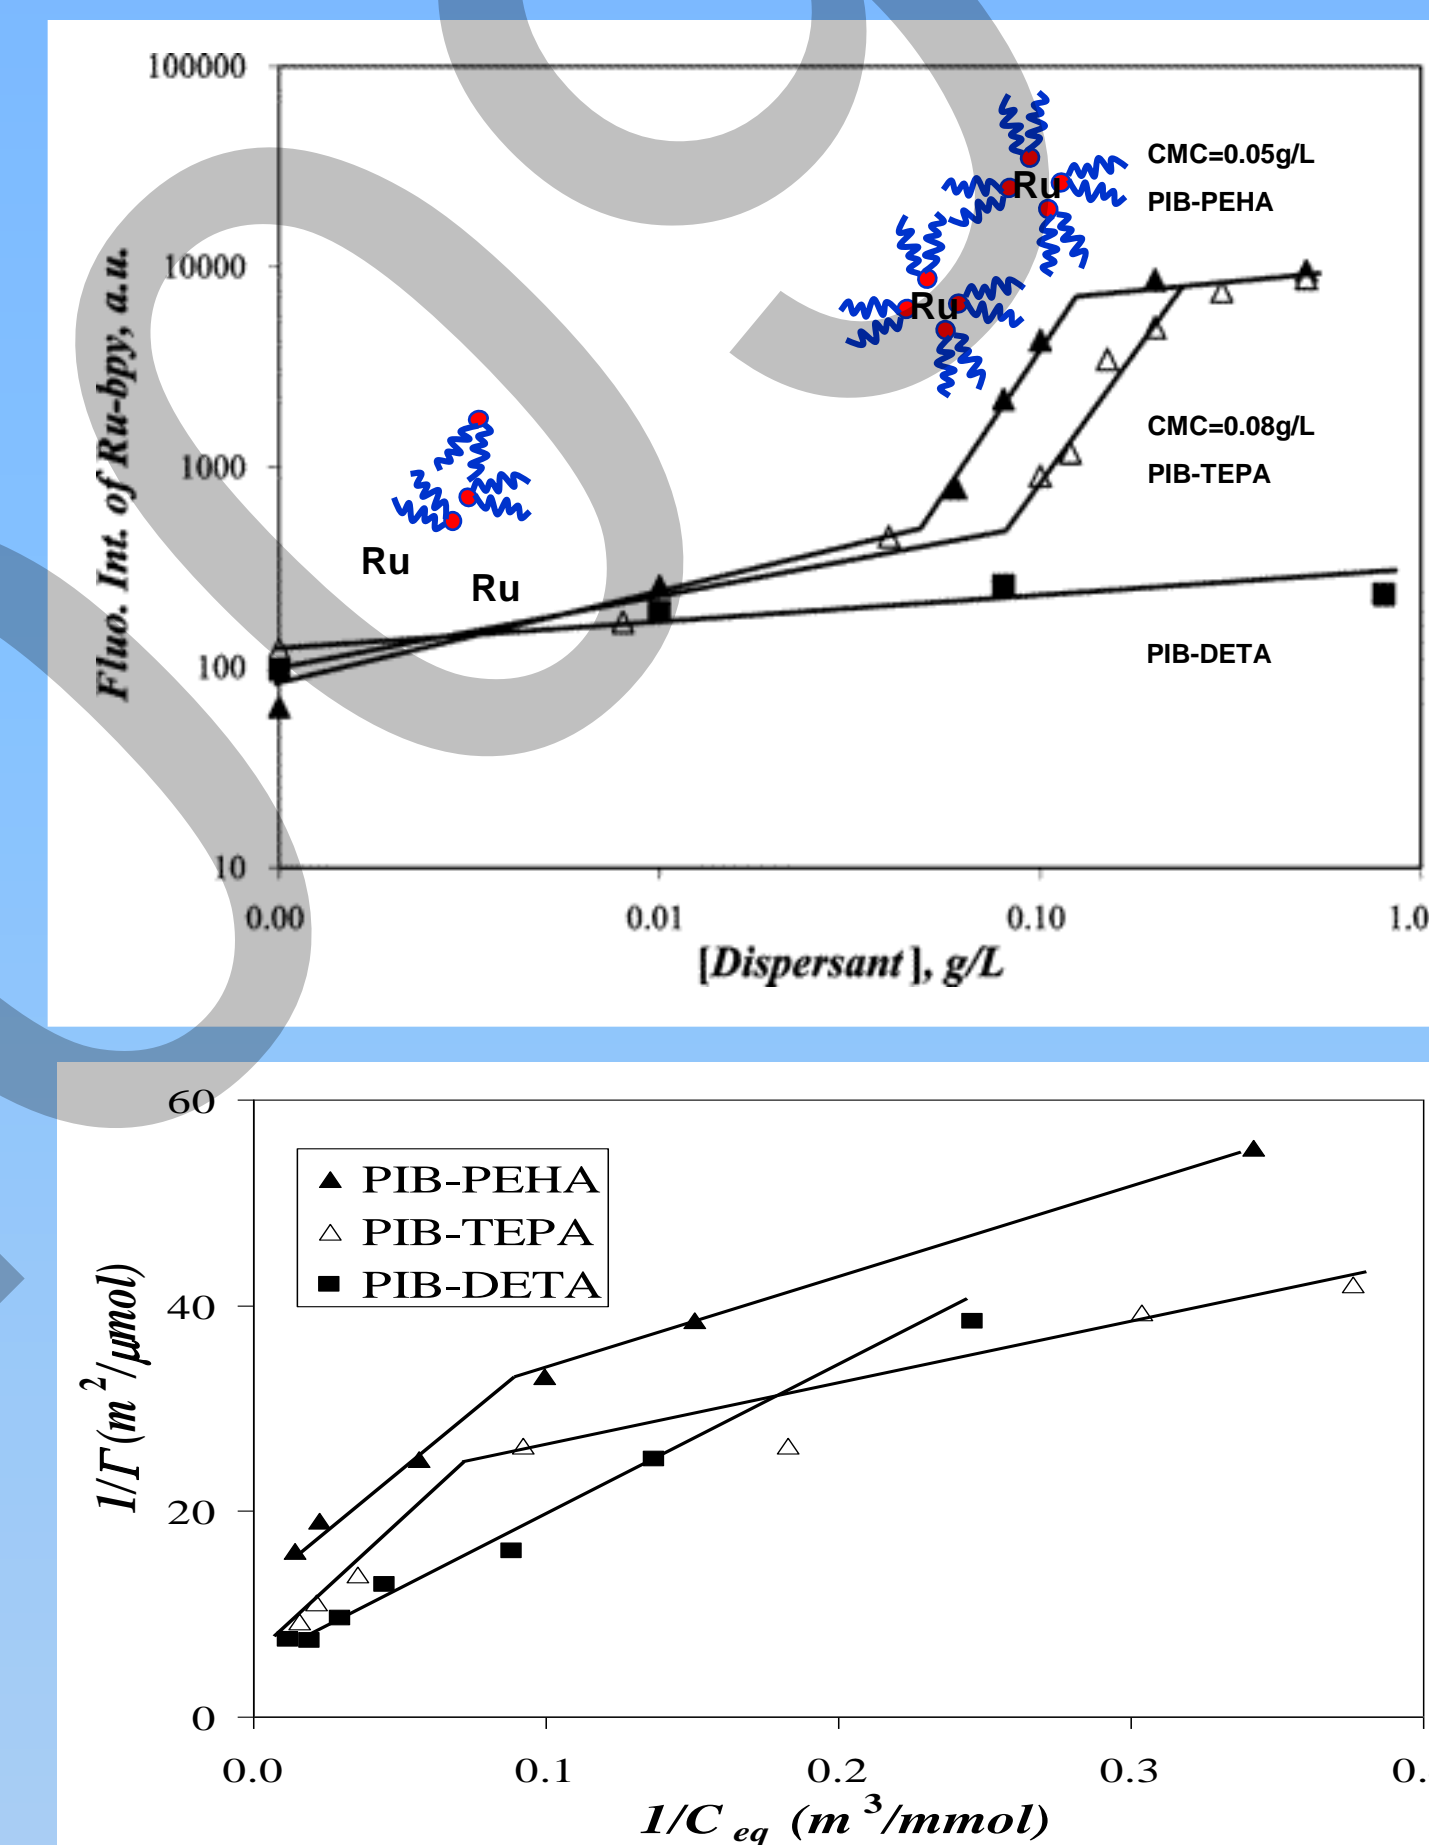 100000
10000
1000
100
10
Fluo. Int. of Ru-bpy, a.u.
CMC=0.05g/L
PIB-PEHA
Ru
Ru
CMC=0.08g/L
PIB-TEPA
Ru
Ru
PIB-DETA
0.00 0.01 0.10 1.0
[Dispersant], g/L
60
40
20
0
1/Γ (m²/μmol)
PIB-PEHA
PIB-TEPA
PIB-DETA
0.0 0.1 0.2 0.3 0.
1/C eq (m³/mmol)